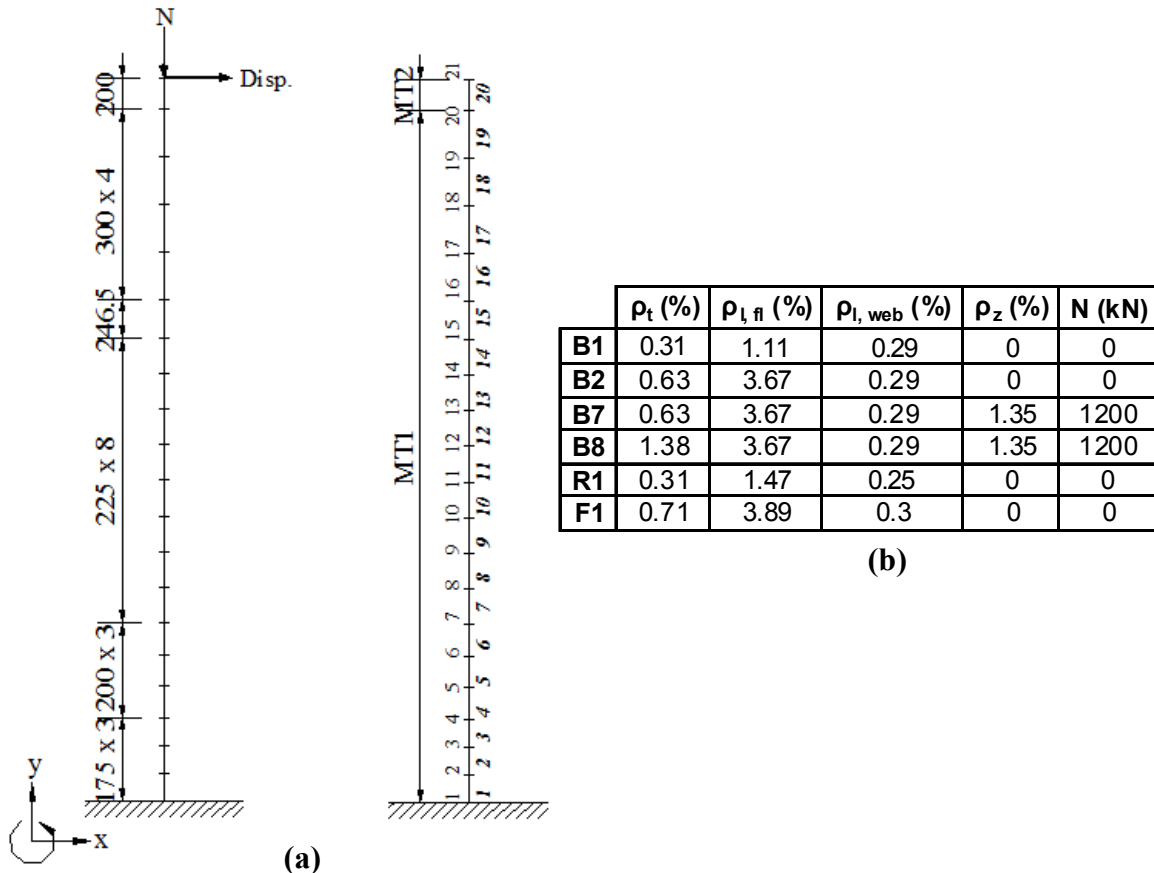 N
Disp.
200
300 x 4
246.5
225 x 8
200 x 3
175 x 3
y
x
MT2
MT1
21
20
19
18
17
16
15
14
13
12
11
10
9
8
7
6
5
4
3
2
1
20
19
18
17
16
15
14
13
12
11
10
9
8
7
6
5
4
3
2
1
(a)
ρt (%) ρl, fl (%) ρl, web (%) ρz (%) N (kN)
B1 0.31 1.11 0.29 0 0
B2 0.63 3.67 0.29 0 0
B7 0.63 3.67 0.29 1.35 1200
B8 1.38 3.67 0.29 1.35 1200
R1 0.31 1.47 0.25 0 0
F1 0.71 3.89 0.3 0 0
(b)